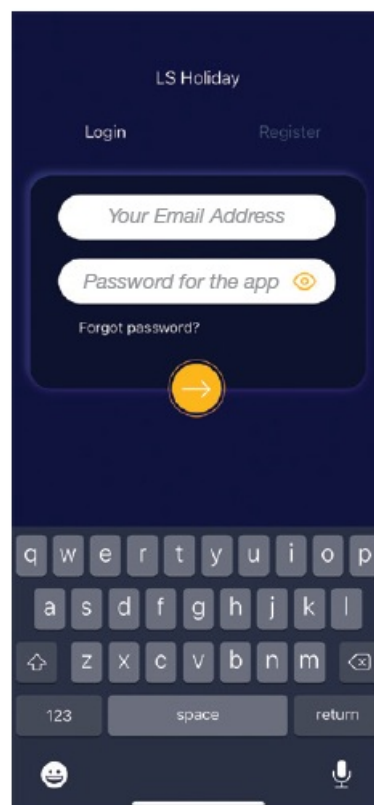 LS Holiday
Login Register
Your Email Address
Password for the app
Forgot password?
q w e r t y u i o p
a s d f g h j k l
z x c v b n m
123 space return